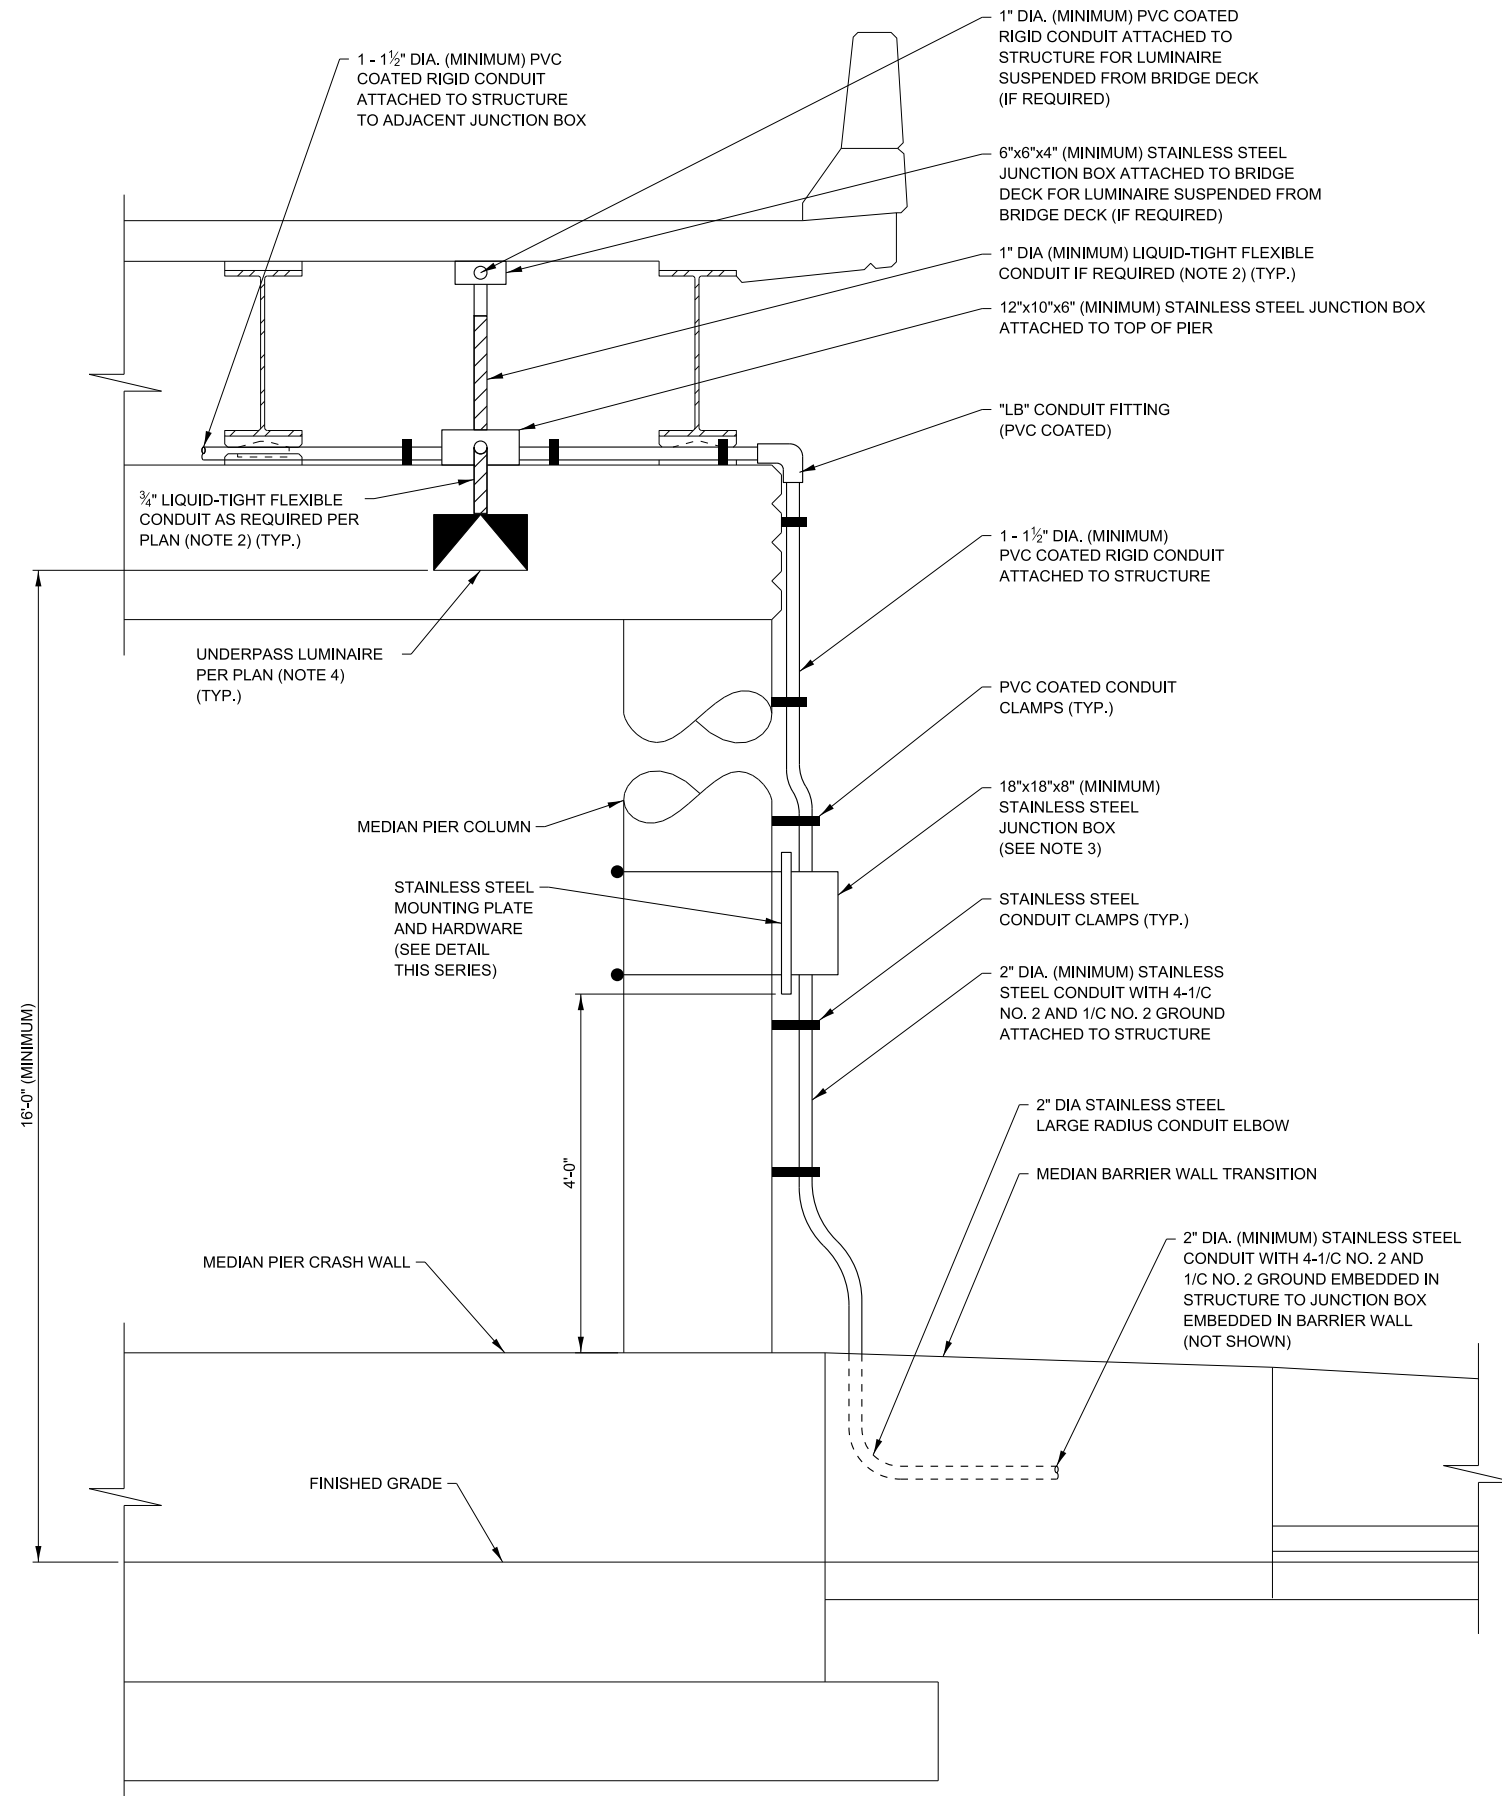 1" DIA. (MINIMUM) PVC COATED
RIGID CONDUIT ATTACHED TO
STRUCTURE FOR LUMINAIRE
SUSPENDED FROM BRIDGE DECK
(IF REQUIRED)
1 - 1½" DIA. (MINIMUM) PVC
COATED RIGID CONDUIT
ATTACHED TO STRUCTURE
TO ADJACENT JUNCTION BOX
6"x6"x4" (MINIMUM) STAINLESS STEEL
JUNCTION BOX ATTACHED TO BRIDGE
DECK FOR LUMINAIRE SUSPENDED FROM
BRIDGE DECK (IF REQUIRED)
1" DIA (MINIMUM) LIQUID-TIGHT FLEXIBLE
CONDUIT IF REQUIRED (NOTE 2) (TYP.)
12"x10"x6" (MINIMUM) STAINLESS STEEL JUNCTION BOX
ATTACHED TO TOP OF PIER
"LB" CONDUIT FITTING
(PVC COATED)
¾" LIQUID-TIGHT FLEXIBLE
CONDUIT AS REQUIRED PER
PLAN (NOTE 2) (TYP.)
1 - 1½" DIA. (MINIMUM)
PVC COATED RIGID CONDUIT
ATTACHED TO STRUCTURE
UNDERPASS LUMINAIRE
PER PLAN (NOTE 4)
(TYP.)
PVC COATED CONDUIT
CLAMPS (TYP.)
18"x18"x8" (MINIMUM)
STAINLESS STEEL
JUNCTION BOX
(SEE NOTE 3)
MEDIAN PIER COLUMN
STAINLESS STEEL
MOUNTING PLATE
AND HARDWARE
(SEE DETAIL
THIS SERIES)
STAINLESS STEEL
CONDUIT CLAMPS (TYP.)
2" DIA. (MINIMUM) STAINLESS
STEEL CONDUIT WITH 4-1/C
NO. 2 AND 1/C NO. 2 GROUND
ATTACHED TO STRUCTURE
16'-0" (MINIMUM)
4'-0"
2" DIA STAINLESS STEEL
LARGE RADIUS CONDUIT ELBOW
MEDIAN BARRIER WALL TRANSITION
MEDIAN PIER CRASH WALL
2" DIA. (MINIMUM) STAINLESS STEEL
CONDUIT WITH 4-1/C NO. 2 AND
1/C NO. 2 GROUND EMBEDDED IN
STRUCTURE TO JUNCTION BOX
EMBEDDED IN BARRIER WALL
(NOT SHOWN)
FINISHED GRADE